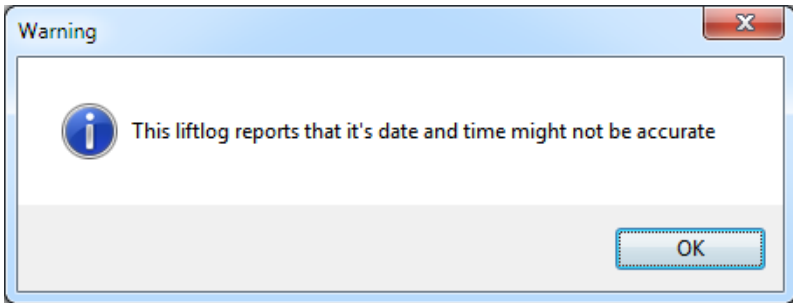 Warning
This liftlog reports that it's date and time might not be accurate
OK